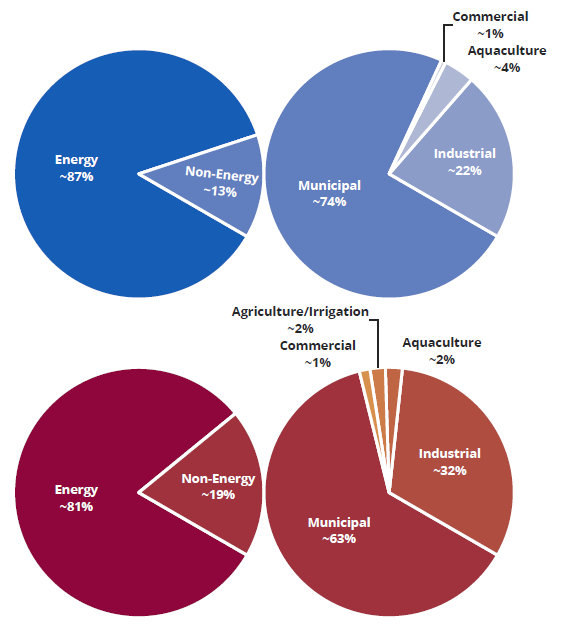 Commercial
~1%
Aquaculture
~4%
Energy
~87%
Non-Energy
~13%
Municipal
~74%
Industrial
~22%
Agriculture/Irrigation
~2%
Commercial
~1%
Aquaculture
~2%
Energy
~81%
Non-Energy
~19%
Municipal
~63%
Industrial
~32%